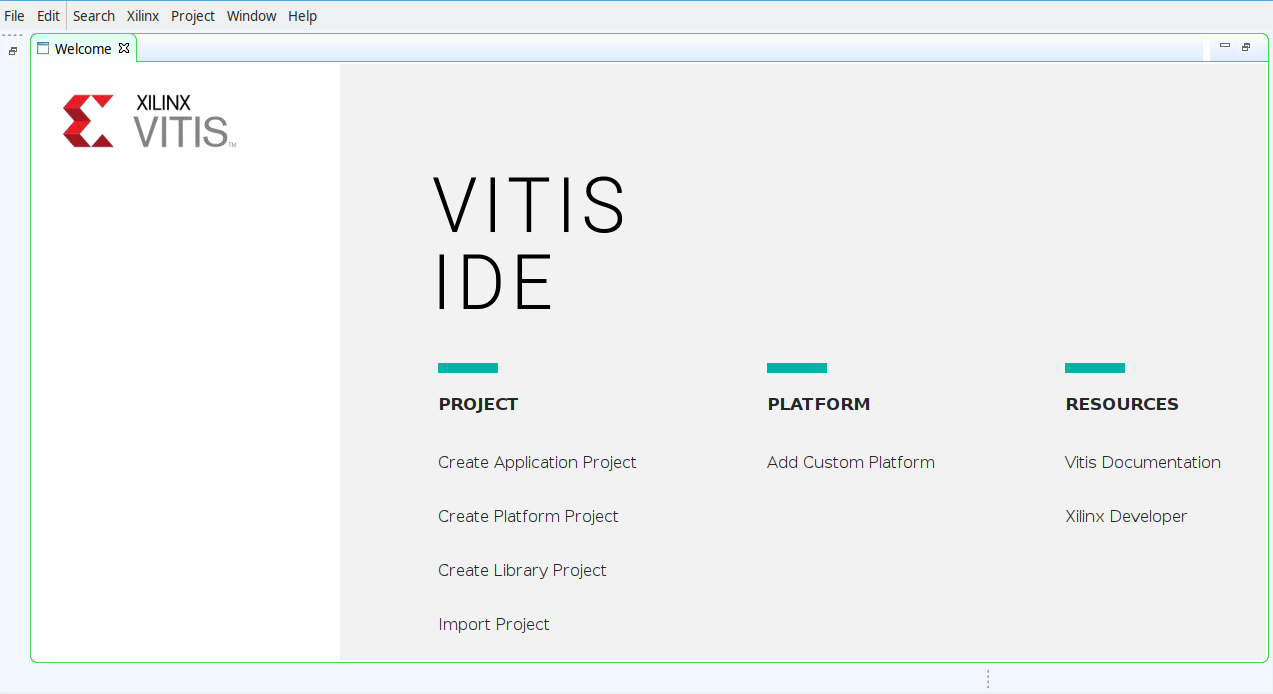 File Edit Search Xilinx Project Window Help
Welcome
XILINX
VITIS™
VITIS
IDE
PROJECT
Create Application Project
Create Platform Project
Create Library Project
Import Project
PLATFORM
Add Custom Platform
RESOURCES
Vitis Documentation
Xilinx Developer